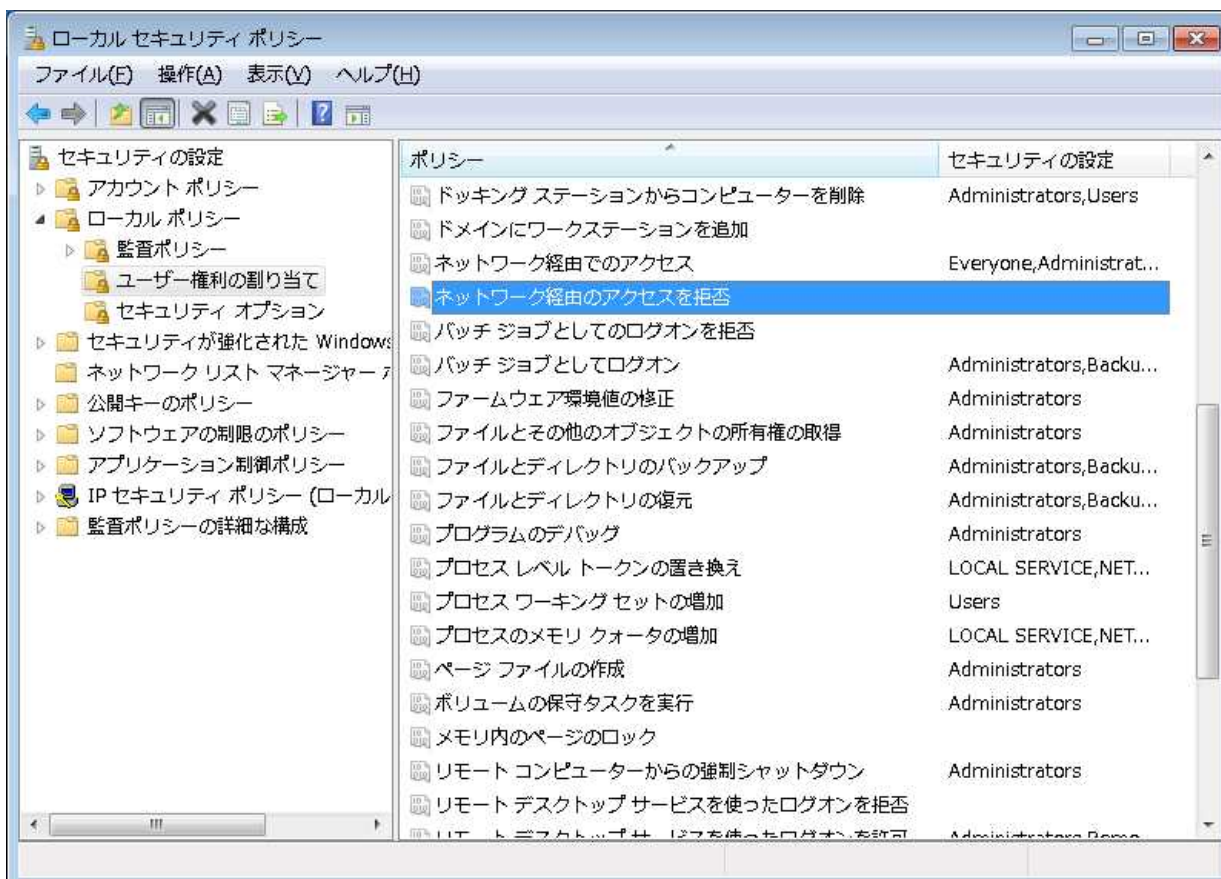 ローカル セキュリティ ポリシー
ファイル(F) 操作(A) 表示(V) ヘルプ(H)
セキュリティの設定
アカウント ポリシー
ローカル ポリシー
監査ポリシー
ユーザー権利の割り当て
セキュリティ オプション
セキュリティが強化された Windows
ネットワーク リスト マネージャー
公開キーのポリシー
ソフトウェアの制限のポリシー
アプリケーション制御ポリシー
IP セキュリティ ポリシー (ローカル
監査ポリシーの詳細な構成
ポリシー セキュリティの設定
ドッキング ステーションからコンピューターを削除 Administrators,Users
ドメインにワークステーションを追加
ネットワーク経由でのアクセス Everyone,Administrat...
ネットワーク経由のアクセスを拒否
バッチ ジョブとしてのログオンを拒否
バッチ ジョブとしてログオン Administrators,Backu...
ファームウェア環境値の修正 Administrators
ファイルとその他のオブジェクトの所有権の取得 Administrators
ファイルとディレクトリのバックアップ Administrators,Backu...
ファイルとディレクトリの復元 Administrators,Backu...
プログラムのデバッグ Administrators
プロセス レベル トークンの置き換え LOCAL SERVICE,NET...
プロセス ワーキング セットの増加 Users
プロセスのメモリ クォータの増加 LOCAL SERVICE,NET...
ページ ファイルの作成 Administrators
ボリュームの保守タスクを実行 Administrators
メモリ内のページのロック
リモート コンピューターからの強制シャットダウン Administrators
リモート デスクトップ サービスを使ったログオンを拒否
リモート デスクトップ サービスを使ったログオンを許可 Administrators,Remo...